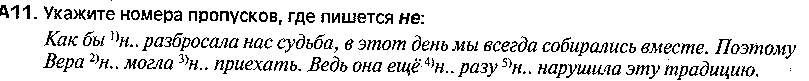 А11. Укажите номера пропусков, где пишется не:
Как бы ¹⁾н.. разбросала нас судьба, в этот день мы всегда собирались вместе. Поэтому
Вера ²⁾н.. могла ³⁾н.. приехать. Ведь она ещё ⁴⁾н.. разу ⁵⁾н.. нарушила эту традицию.